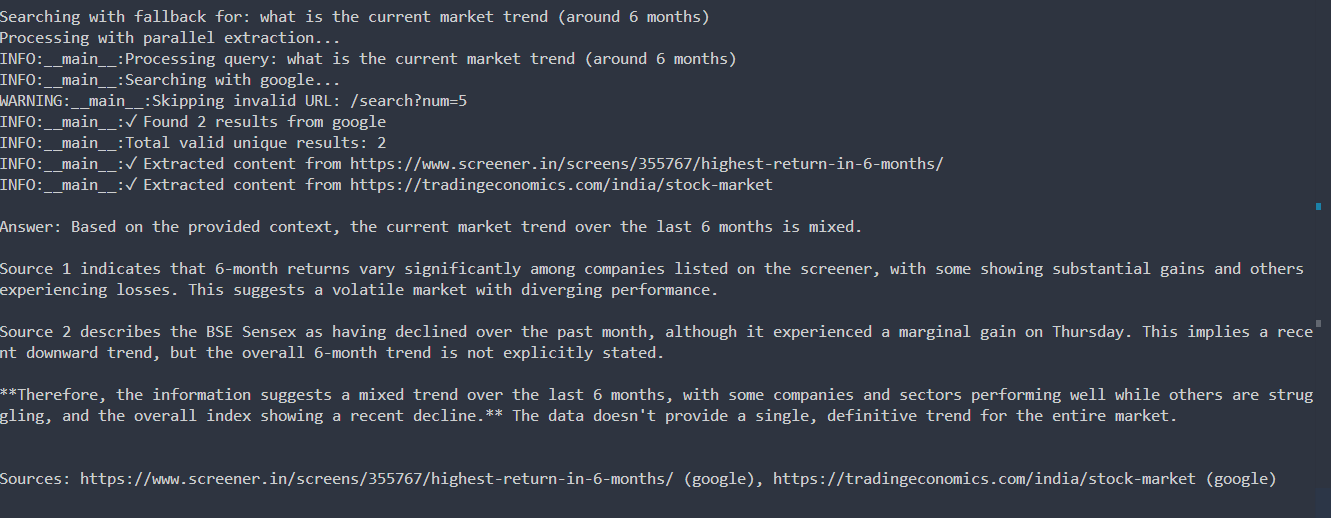 Searching with fallback for: what is the current market trend (around 6 months)
Processing with parallel extraction...
INFO:__main__:Processing query: what is the current market trend (around 6 months)
INFO:__main__:Searching with google...
WARNING:__main__:Skipping invalid URL: /search?num=5
INFO:__main__:✓ Found 2 results from google
INFO:__main__:Total valid unique results: 2
INFO:__main__:✓ Extracted content from https://www.screener.in/screens/355767/highest-return-in-6-months/
INFO:__main__:✓ Extracted content from https://tradingeconomics.com/india/stock-market
Answer: Based on the provided context, the current market trend over the last 6 months is mixed.
Source 1 indicates that 6-month returns vary significantly among companies listed on the screener, with some showing substantial gains and others
experiencing losses. This suggests a volatile market with diverging performance.
Source 2 describes the BSE Sensex as having declined over the past month, although it experienced a marginal gain on Thursday. This implies a rece
nt downward trend, but the overall 6-month trend is not explicitly stated.
**Therefore, the information suggests a mixed trend over the last 6 months, with some companies and sectors performing well while others are strug
gling, and the overall index showing a recent decline.** The data doesn't provide a single, definitive trend for the entire market.
Sources: https://www.screener.in/screens/355767/highest-return-in-6-months/ (google), https://tradingeconomics.com/india/stock-market (google)